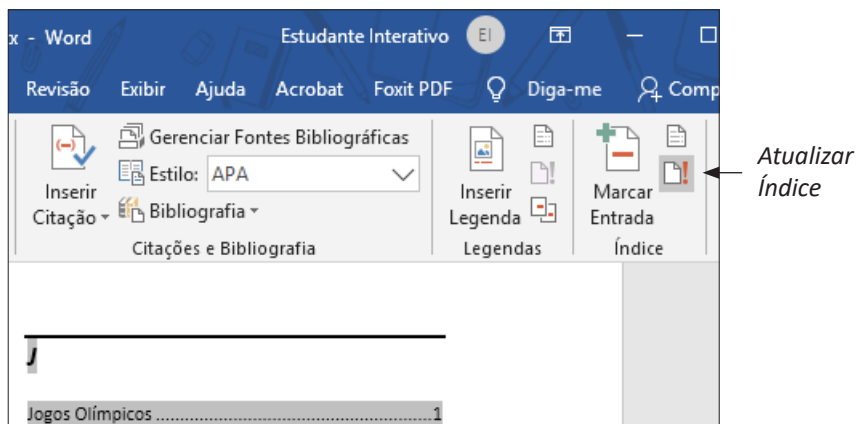 x - Word Estudante Interativo EI
Revisão Exibir Ajuda Acrobat Foxit PDF Diga-me Comp
Gerenciar Fontes Bibliográficas
Estilo: APA
Bibliografia
Inserir
Citação
Citações e Bibliografia
Inserir
Legenda
Legendas
Marcar
Entrada
Índice
Atualizar
Índice
J
Jogos Olímpicos ........................................................................1